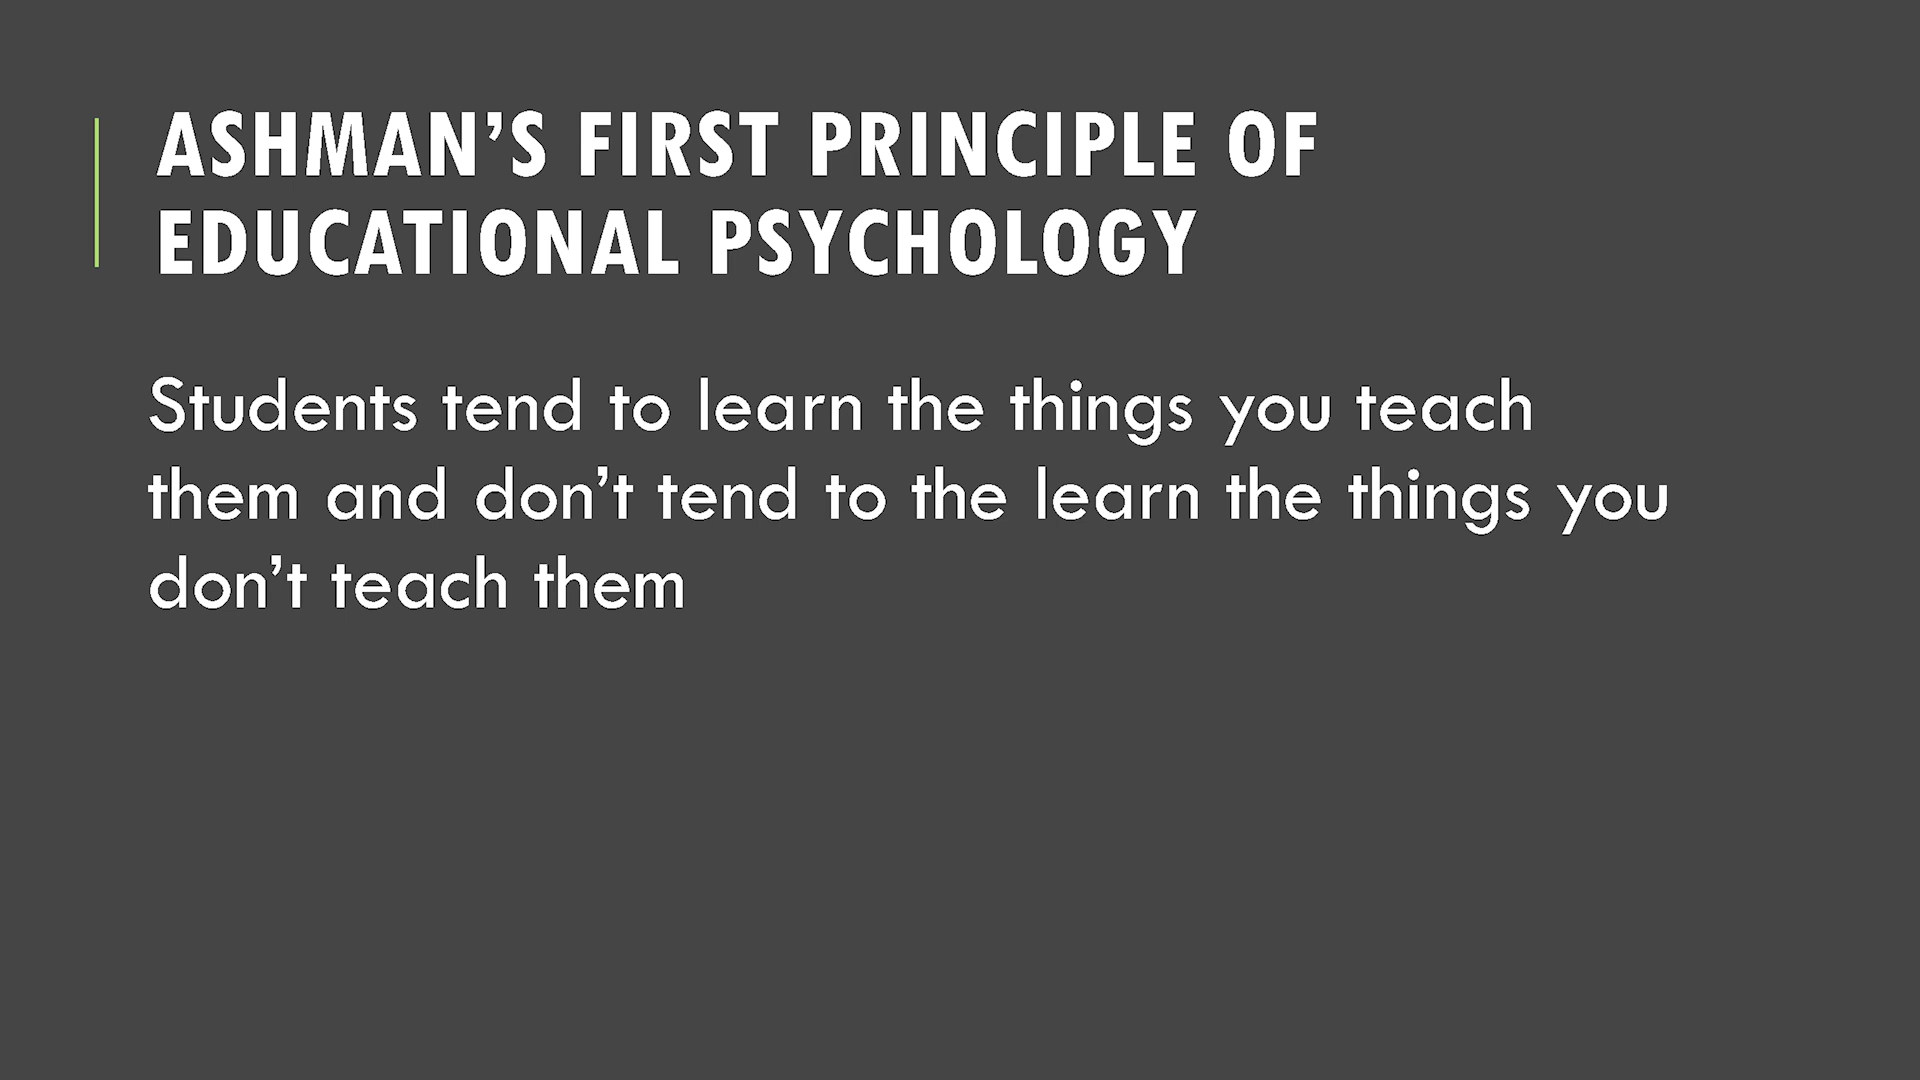 ASHMAN’S FIRST PRINCIPLE OF
EDUCATIONAL PSYCHOLOGY
Students tend to learn the things you teach
them and don’t tend to the learn the things you
don’t teach them